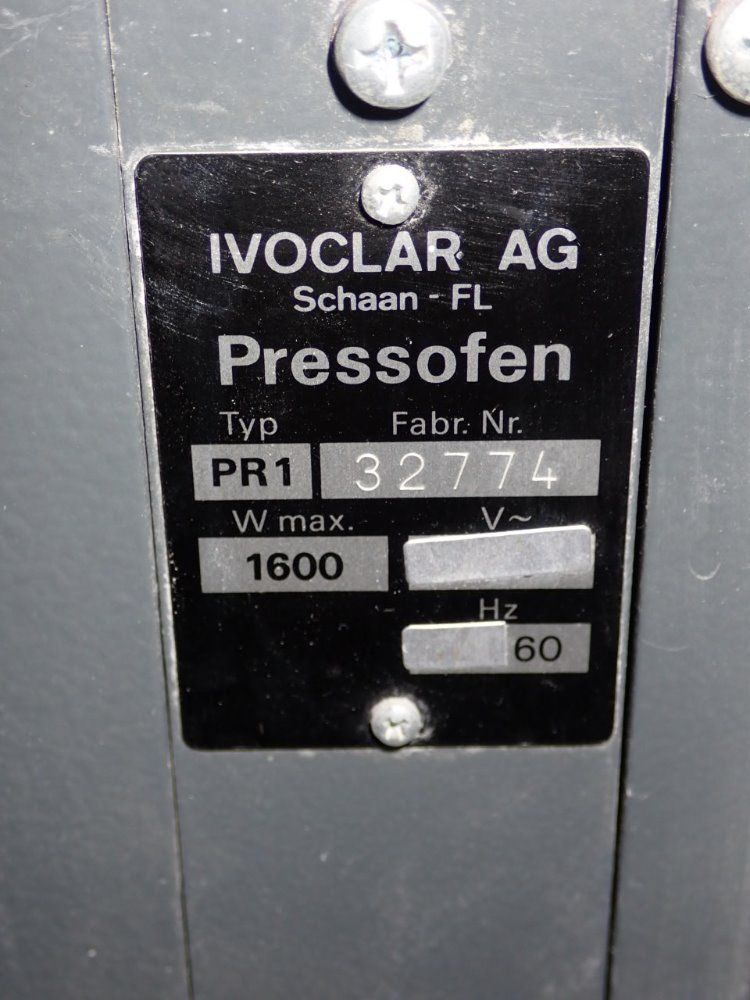 IVOCLAR AG
Schaan - FL
Pressofen
Typ Fabr. Nr.
PR1 32774
W max. V~
1600
Hz
60